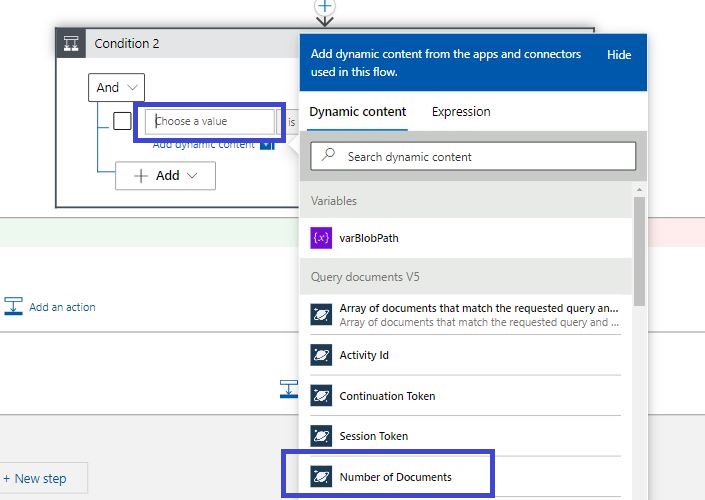 Condition 2
Add dynamic content from the apps and connectors
used in this flow.
Hide
And
Dynamic content
Expression
Choose a value
is
Add dynamic content
Search dynamic content
Add
Variables
{x}
varBlobPath
Query documents V5
Array of documents that match the requested query an...
Array of documents that match the requested query and ...
Add an action
Activity Id
Continuation Token
Session Token
+ New step
Number of Documents